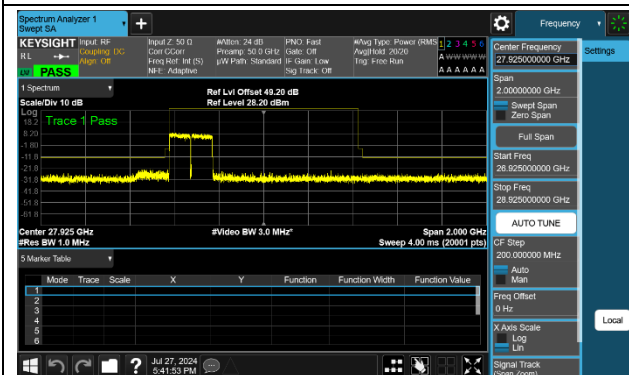 Spectrum Analyzer 1
Swept SA
Frequency
KEYSIGHT
Input: RF
Coupling: DC
Align: Off
Input Z: 50 Ω
Corr CCorr
Freq Ref: Int (S)
NFE: Adaptive
#Atten: 24 dB
Preamp: 50.0 GHz
µW Path: Standard
PNO: Fast
Gate: Off
IF Gain: Low
Sig Track: Off
#Avg Type: Power (RMS
Avg|Hold: 20/20
Trig: Free Run
1 2 3 4 5 6
A W W W W W
A A A A A A
RL
LW PASS
1 Spectrum
Scale/Div 10 dB
Ref Lvl Offset 49.20 dB
Ref Level 28.20 dBm
Log
Trace 1 Pass
18.2
8.20
-1.80
-11.8
-21.8
-31.8
-41.8
-51.8
-61.8
Center 27.925 GHz
#Res BW 1.0 MHz
#Video BW 3.0 MHz*
Span 2.000 GHz
Sweep 4.00 ms (20001 pts)
5 Marker Table
Mode Trace Scale X Y Function Function Width Function Value
1
2
3
4
5
6
Jul 27, 2024
5:41:53 PM
Center Frequency
27.925000000 GHz
Settings
Span
2.00000000 GHz
Swept Span
Zero Span
Full Span
Start Freq
26.925000000 GHz
Stop Freq
28.925000000 GHz
AUTO TUNE
CF Step
200.000000 MHz
Auto
Man
Freq Offset
0 Hz
X Axis Scale
Log
Lin
Local
Signal Track
(Span Zoom)